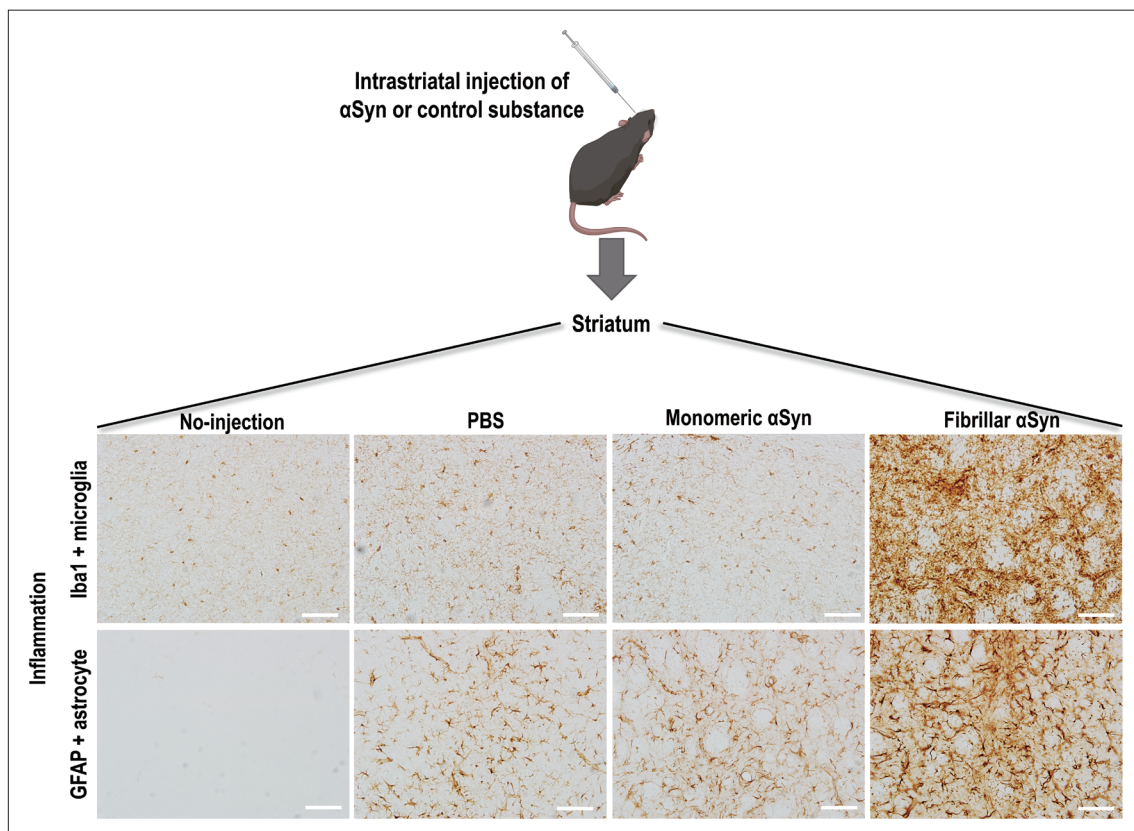 Intrastriatal injection of
αSyn or control substance
Striatum
No-injection
PBS
Monomeric αSyn
Fibrillar αSyn
Inflammation
Iba1 + microglia
GFAP + astrocyte